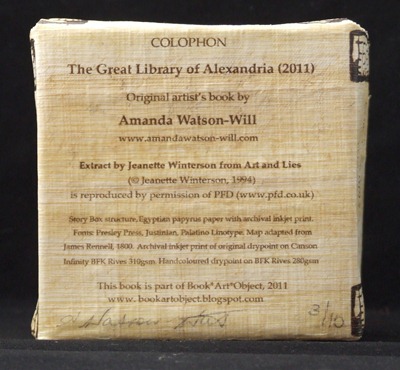 COLOPHON
The Great Library of Alexandria (2011)
Original artist's book by
Amanda Watson-Will
www.amandawatson-will.com
Extract by Jeanette Winterson from Art and Lies
(© Jeanette Winterson, 1994)
is reproduced by permission of PFD (www.pfd.co.uk)
Story Box structure, Egyptian papyrus paper with archival inkjet print.
Fonts: Presley Press, Justinian, Palatino Linotype. Map adapted from
James Rennell, 1800. Archival inkjet print of original drypoint on Canson
Infinity BFK Rives 310gsm. Handcoloured drypoint on BFK Rives 280gsm
This book is part of Book*Art*Object, 2011
www.bookartobject.blogspot.com
3/10